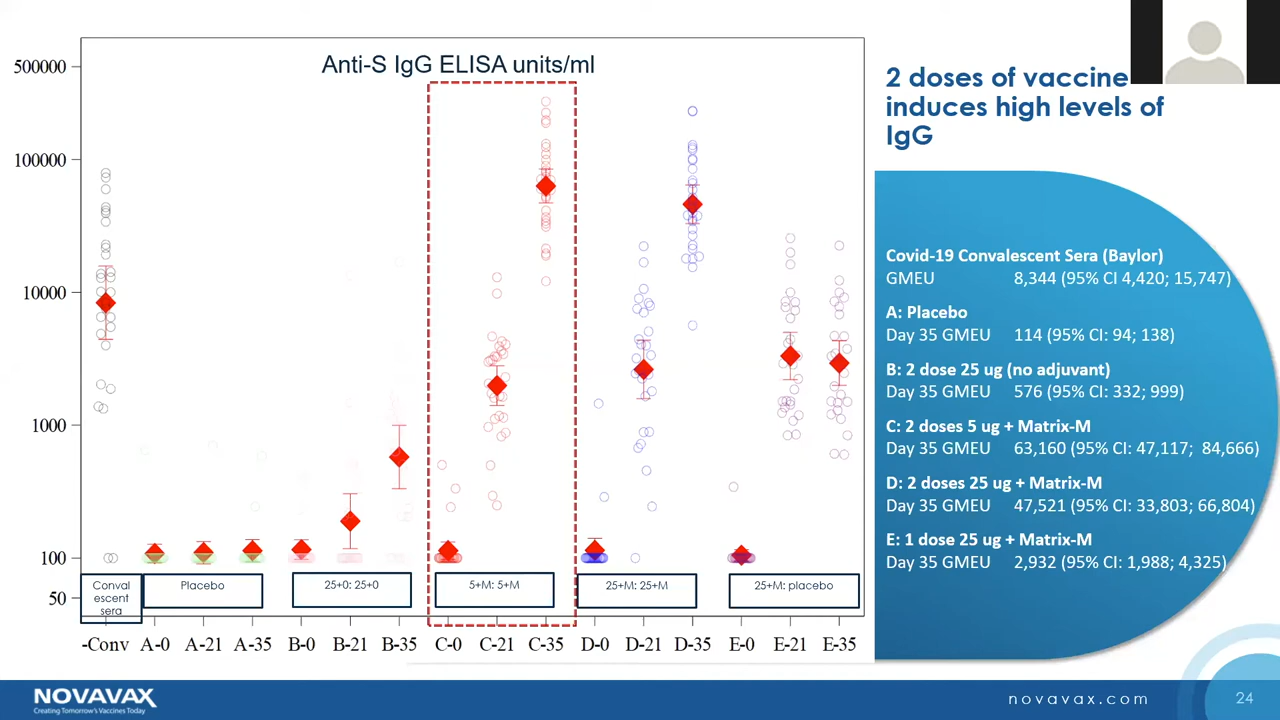 Anti-S IgG ELISA units/ml
500000
100000
10000
1000
100
50
Conval
escent
sera
Placebo
25+0: 25+0
5+M: 5+M
25+M: 25+M
25+M: placebo
-Conv A-0 A-21 A-35 B-0 B-21 B-35 C-0 C-21 C-35 D-0 D-21 D-35 E-0 E-21 E-35
2 doses of vaccine
induces high levels of
IgG
Covid-19 Convalescent Sera (Baylor)
GMEU 8,344 (95% CI 4,420; 15,747)
A: Placebo
Day 35 GMEU 114 (95% CI: 94; 138)
B: 2 dose 25 ug (no adjuvant)
Day 35 GMEU 576 (95% CI: 332; 999)
C: 2 doses 5 ug + Matrix-M
Day 35 GMEU 63,160 (95% CI: 47,117; 84,666)
D: 2 doses 25 ug + Matrix-M
Day 35 GMEU 47,521 (95% CI: 33,803; 66,804)
E: 1 dose 25 ug + Matrix-M
Day 35 GMEU 2,932 (95% CI: 1,988; 4,325)
NOVAVAX
Creating Tomorrow's Vaccines Today
novavax.com
24